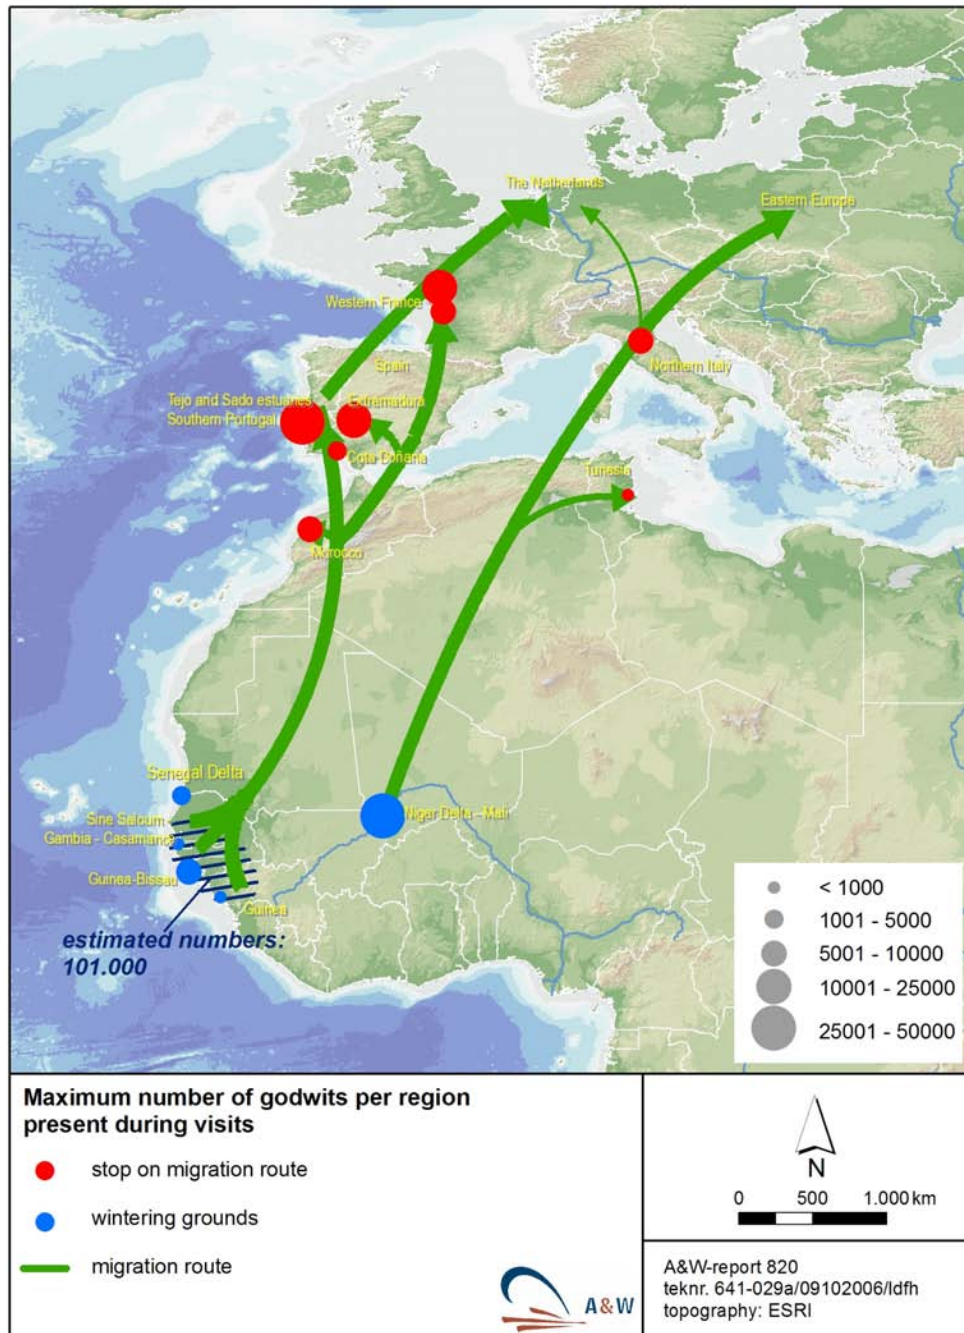 The Netherlands
Eastern Europe
Western France
Spain
Northern Italy
Tejo and Sado estuaries
Southern Portugal
Extremadura
Cota Doñana
Tunesia
Morocco
Senegal Delta
Sine Saloum
Gambia - Casamance
Niger Delta - Mali
Guinea-Bissau
Guinea
estimated numbers:
101.000
< 1000
1001 - 5000
5001 - 10000
10001 - 25000
25001 - 50000
Maximum number of godwits per region
present during visits
stop on migration route
wintering grounds
migration route
A&W
N
0 500 1.000 km
A&W-report 820
teknr. 641-029a/09102006/ldfh
topography: ESRI